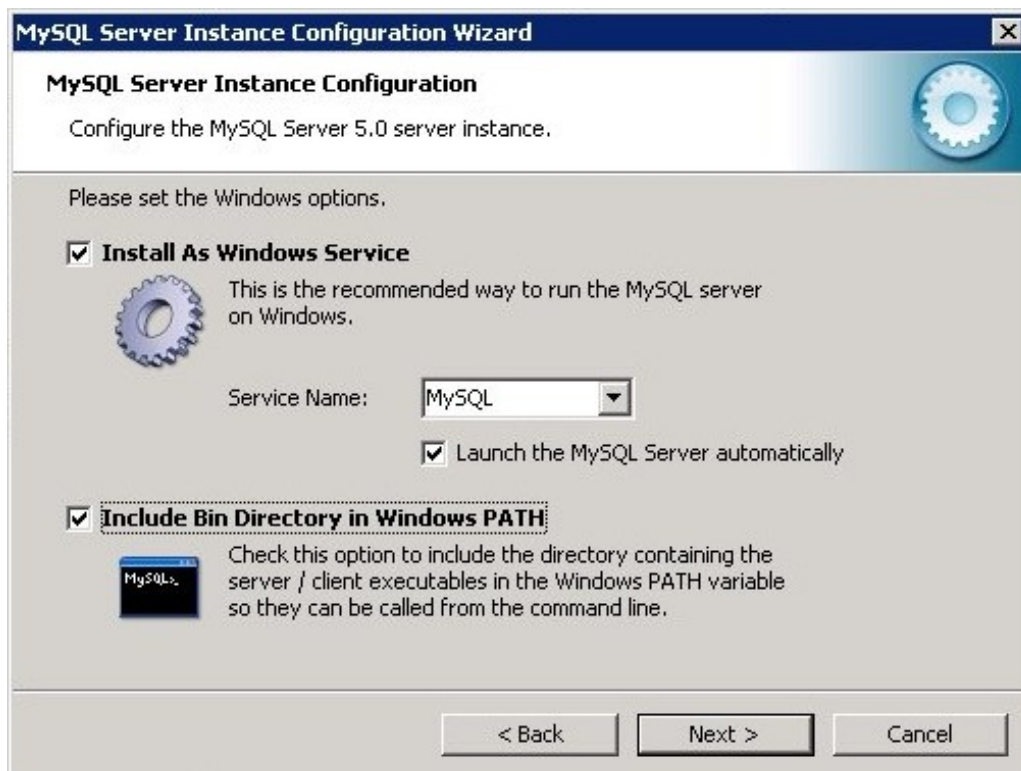 MySQL Server Instance Configuration Wizard
MySQL Server Instance Configuration
Configure the MySQL Server 5.0 server instance.
Please set the Windows options.
Install As Windows Service
This is the recommended way to run the MySQL server
on Windows.
Service Name: MySQL
Launch the MySQL Server automatically
Include Bin Directory in Windows PATH
MySQL>_
Check this option to include the directory containing the
server / client executables in the Windows PATH variable
so they can be called from the command line.
< Back Next > Cancel